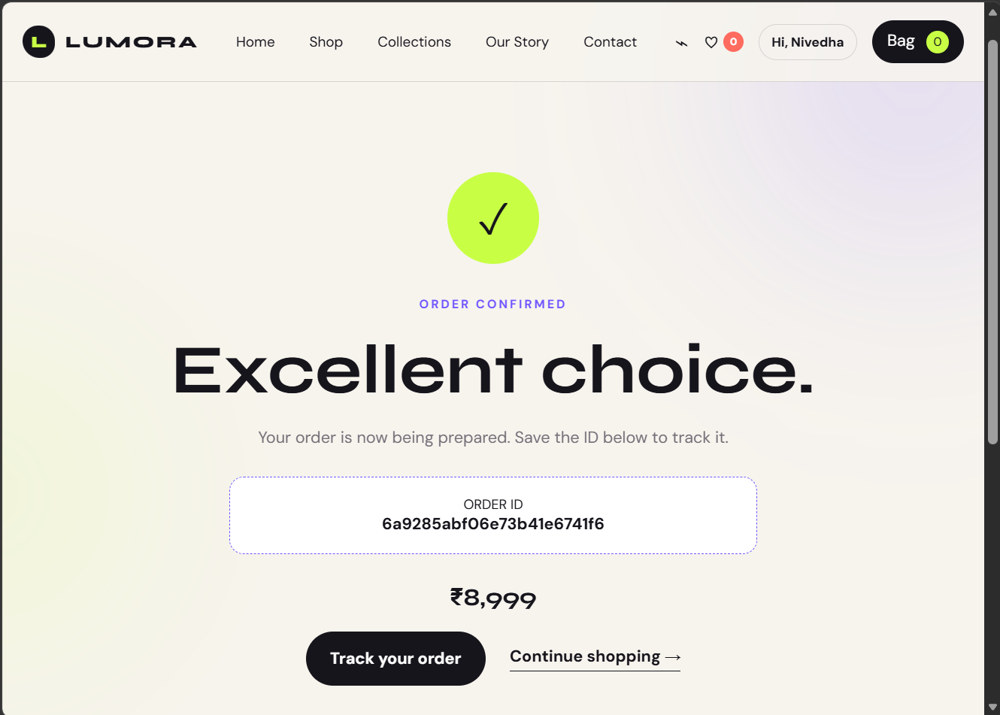 L LUMORA Home Shop Collections Our Story Contact 0 Hi, Nivedha Bag 0
✓
ORDER CONFIRMED
Excellent choice.
Your order is now being prepared. Save the ID below to track it.
ORDER ID
6a9285abf06e73b41e6741f6
₹8,999
Track your order Continue shopping →